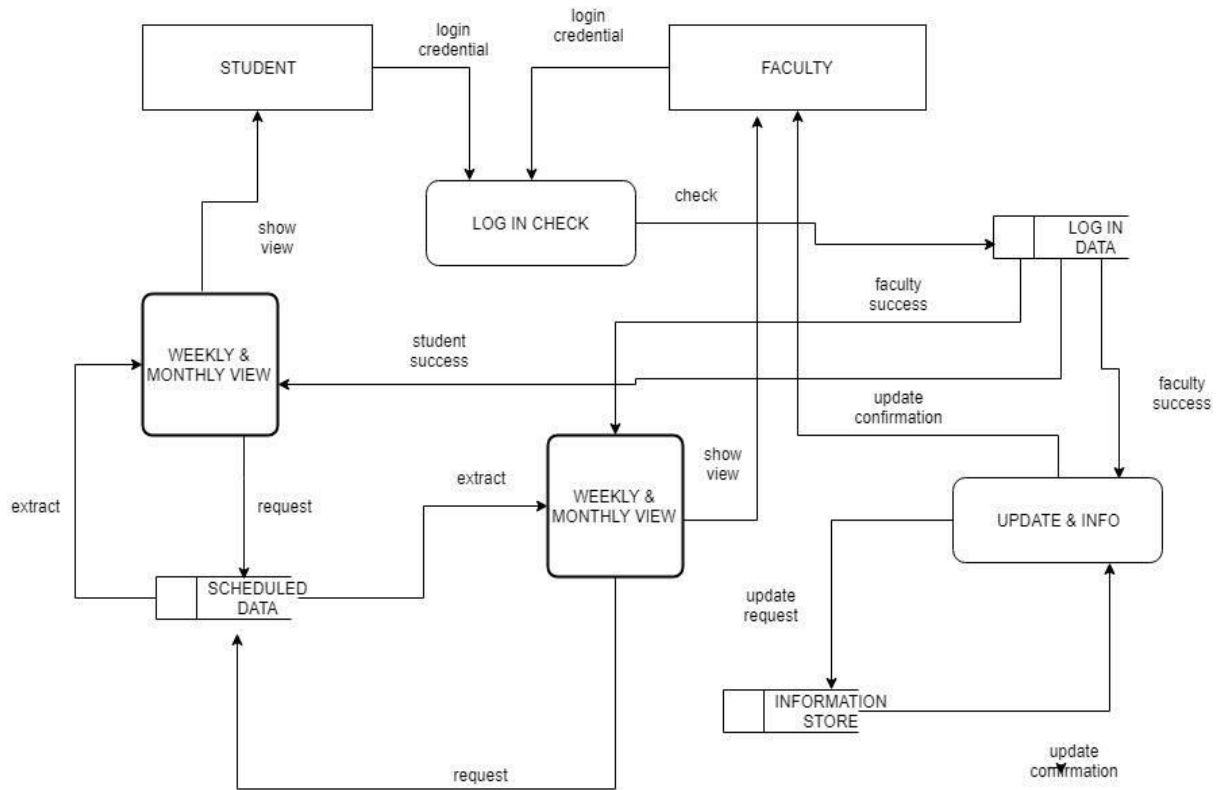 login
credential
login
credential
STUDENT
FACULTY
LOG IN CHECK
check
LOG IN
DATA
show
view
faculty
success
student
success
WEEKLY &
MONTHLY VIEW
faculty
success
update
confirmation
WEEKLY &
MONTHLY VIEW
show
view
extract
request
extract
UPDATE & INFO
SCHEDULED
DATA
update
request
INFORMATION
STORE
request
update
comfirmation